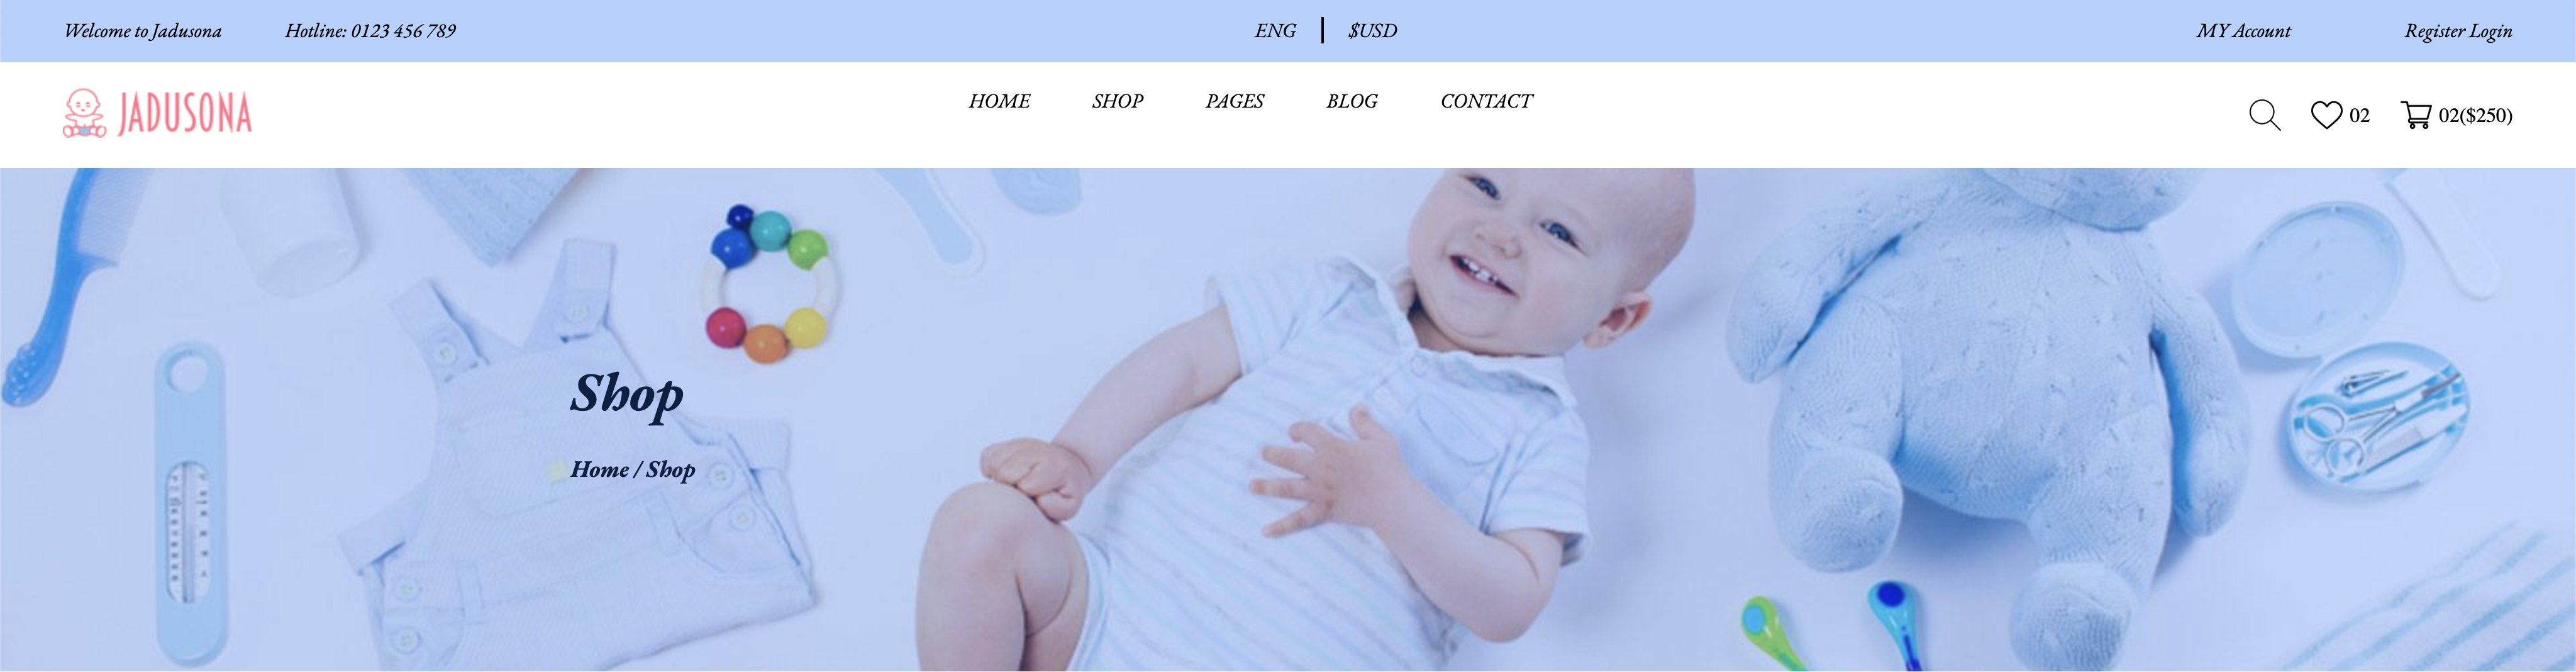 Welcome to Jadusona Hotline: 0123 456 789 ENG | $USD MY Account Register Login
JADUSONA HOME SHOP PAGES BLOG CONTACT 02 02($250)
Shop
Home / Shop